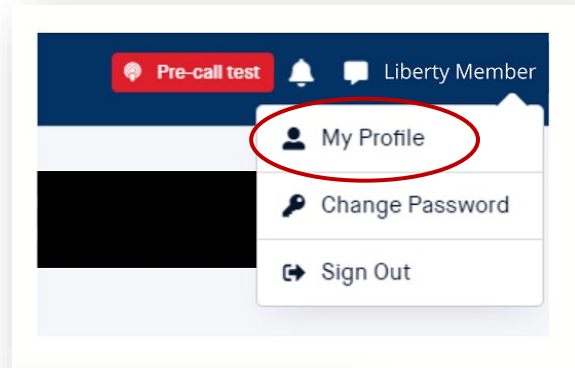 Pre-call test Liberty Member
My Profile
Change Password
Sign Out